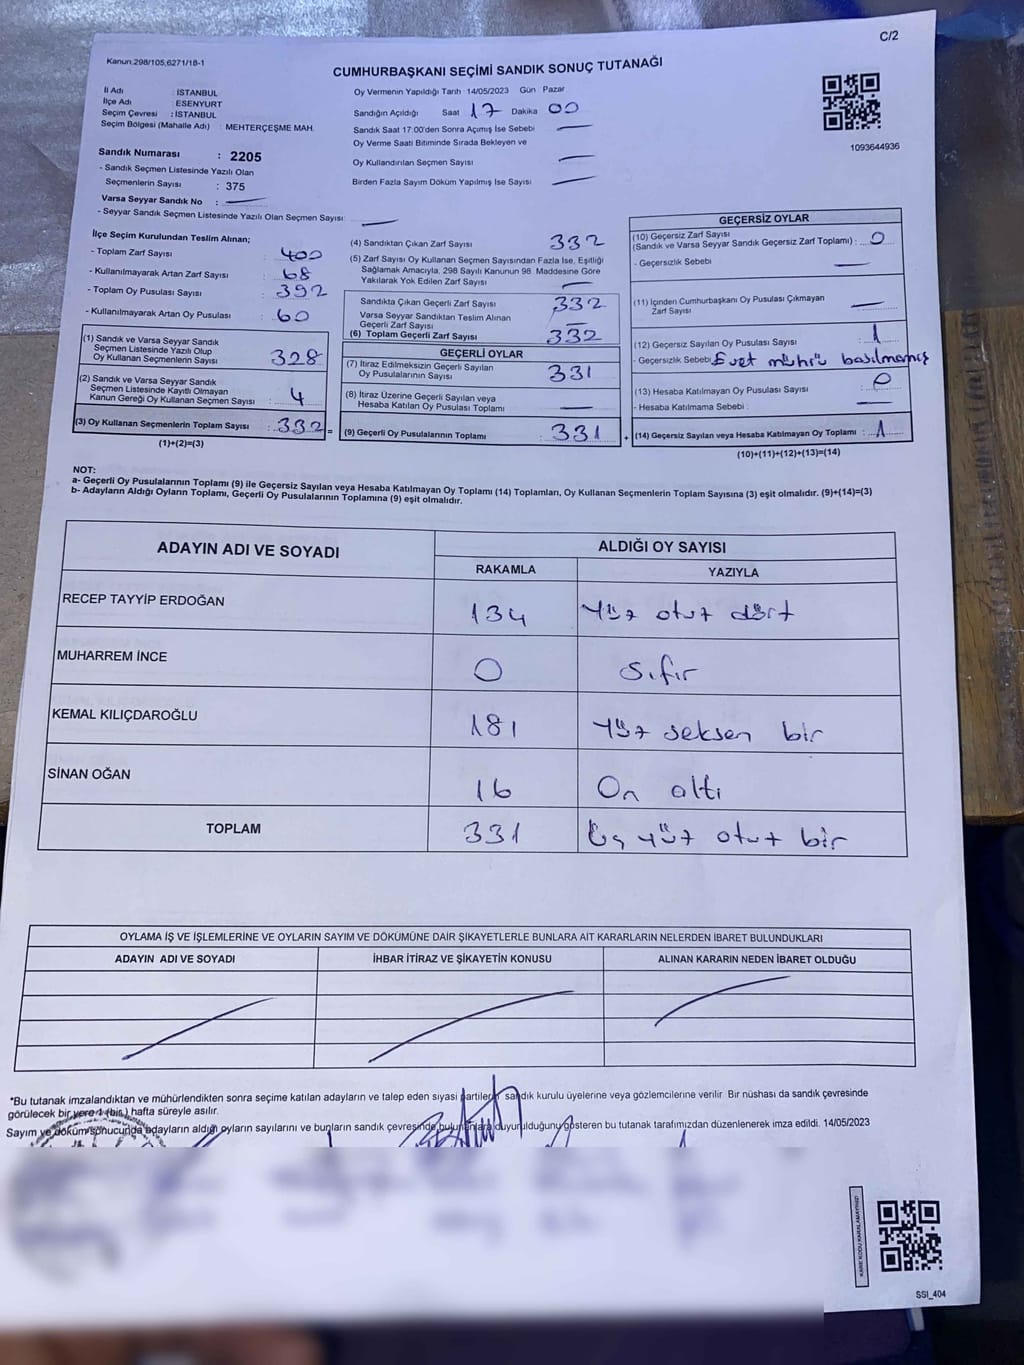 C/2
Kanun.298/105;6271/18-1
CUMHURBAŞKANI SEÇİMİ SANDIK SONUÇ TUTANAĞI
İl Adı : İSTANBUL
İlçe Adı : ESENYURT
Seçim Çevresi : İSTANBUL
Seçim Bölgesi (Mahalle Adı) : MEHTERÇEŞME MAH.
Sandık Numarası : 2205
- Sandık Seçmen Listesinde Yazılı Olan
Seçmenlerin Sayısı : 375
Varsa Seyyar Sandık No :
- Seyyar Sandık Seçmen Listesinde Yazılı Olan Seçmen Sayısı:
Oy Vermenin Yapıldığı Tarih 14/05/2023 Gün Pazar
Sandığın Açıldığı Saat 17 Dakika 00
Sandık Saat 17:00'den Sonra Açımış İse Sebebi
Oy Verme Saati Bitiminde Sırada Bekleyen ve
Oy Kullandırılan Seçmen Sayısı
Birden Fazla Sayım Döküm Yapılmış İse Sayısı
1093644936
İlçe Seçim Kurulundan Teslim Alınan;
- Toplam Zarf Sayısı : 400
- Kullanılmayarak Artan Zarf Sayısı : 68
- Toplam Oy Pusulası Sayısı : 392
- Kullanılmayarak Artan Oy Pusulası : 60
(1) Sandık ve Varsa Seyyar Sandık
Seçmen Listesinde Yazılı Olup
Oy Kullanan Seçmenlerin Sayısı : 328
(2) Sandık ve Varsa Seyyar Sandık
Seçmen Listesinde Kayıtlı Olmayan
Kanun Gereği Oy Kullanan Seçmen Sayısı : 4
(3) Oy Kullanan Seçmenlerin Toplam Sayısı : 332 =
(1)+(2)=(3)
(4) Sandıktan Çıkan Zarf Sayısı 332
(5) Zarf Sayısı Oy Kullanan Seçmen Sayısından Fazla İse, Eşitliği
Sağlamak Amacıyla, 298 Sayılı Kanunun 98. Maddesine Göre
Yakılarak Yok Edilen Zarf Sayısı
Sandıkta Çıkan Geçerli Zarf Sayısı 332
Varsa Seyyar Sandıktan Teslim Alınan
Geçerli Zarf Sayısı
(6) Toplam Geçerli Zarf Sayısı 332
GEÇERLİ OYLAR
(7) İtiraz Edilmeksizin Geçerli Sayılan
Oy Pusulalarının Sayısı 331
(8) İtiraz Üzerine Geçerli Sayılan veya
Hesaba Katılan Oy Pusulası Toplamı
(9) Geçerli Oy Pusulalarının Toplamı 331 +
GEÇERSİZ OYLAR
(10) Geçersiz Zarf Sayısı
(Sandık ve Varsa Seyyar Sandık Geçersiz Zarf Toplamı) : 0
- Geçersizlik Sebebi
(11) İçinden Cumhurbaşkanı Oy Pusulası Çıkmayan
Zarf Sayısı
(12) Geçersiz Sayılan Oy Pusulası Sayısı 1
- Geçersizlik Sebebi Evet mührü basılmamış
(13) Hesaba Katılmayan Oy Pusulası Sayısı 0
- Hesaba Katılmama Sebebi :
(14) Geçersiz Sayılan veya Hesaba Katılmayan Oy Toplamı : 1
(10)+(11)+(12)+(13)=(14)
NOT:
a- Geçerli Oy Pusulalarının Toplamı (9) ile Geçersiz Sayılan veya Hesaba Katılmayan Oy Toplamı (14) Toplamları, Oy Kullanan Seçmenlerin Toplam Sayısına (3) eşit olmalıdır. (9)+(14)=(3)
b- Adayların Aldığı Oyların Toplamı, Geçerli Oy Pusulalarının Toplamına (9) eşit olmalıdır.
ADAYIN ADI VE SOYADI ALDIĞI OY SAYISI
RAKAMLA YAZIYLA
RECEP TAYYİP ERDOĞAN 134 Yüz otuz dört
MUHARREM İNCE 0 Sıfır
KEMAL KILIÇDAROĞLU 181 Yüz seksen bir
SİNAN OĞAN 16 On altı
TOPLAM 331 Üç yüz otuz bir
OYLAMA İŞ VE İŞLEMLERİNE VE OYLARIN SAYIM VE DÖKÜMÜNE DAİR ŞİKAYETLERLE BUNLARA AİT KARARLARIN NELERDEN İBARET BULUNDUKLARI
ADAYIN ADI VE SOYADI İHBAR İTİRAZ VE ŞİKAYETİN KONUSU ALINAN KARARIN NEDEN İBARET OLDUĞU
*Bu tutanak imzalandıktan ve mühürlendikten sonra seçime katılan adayların ve talep eden siyasi partilerin sandık kurulu üyelerine veya gözlemcilerine verilir. Bir nüshası da sandık çevresinde
görülecek bir yere 1 (bir) hafta süreyle asılır.
Sayım ve döküm sonucunda adayların aldığı oyların sayılarını ve bunların sandık çevresinde bulunanlara duyurulduğunu gösteren bu tutanak tarafımızdan düzenlenerek imza edildi. 14/05/2023
KARE KODU KARALAMAYINIZ!
SSI_404